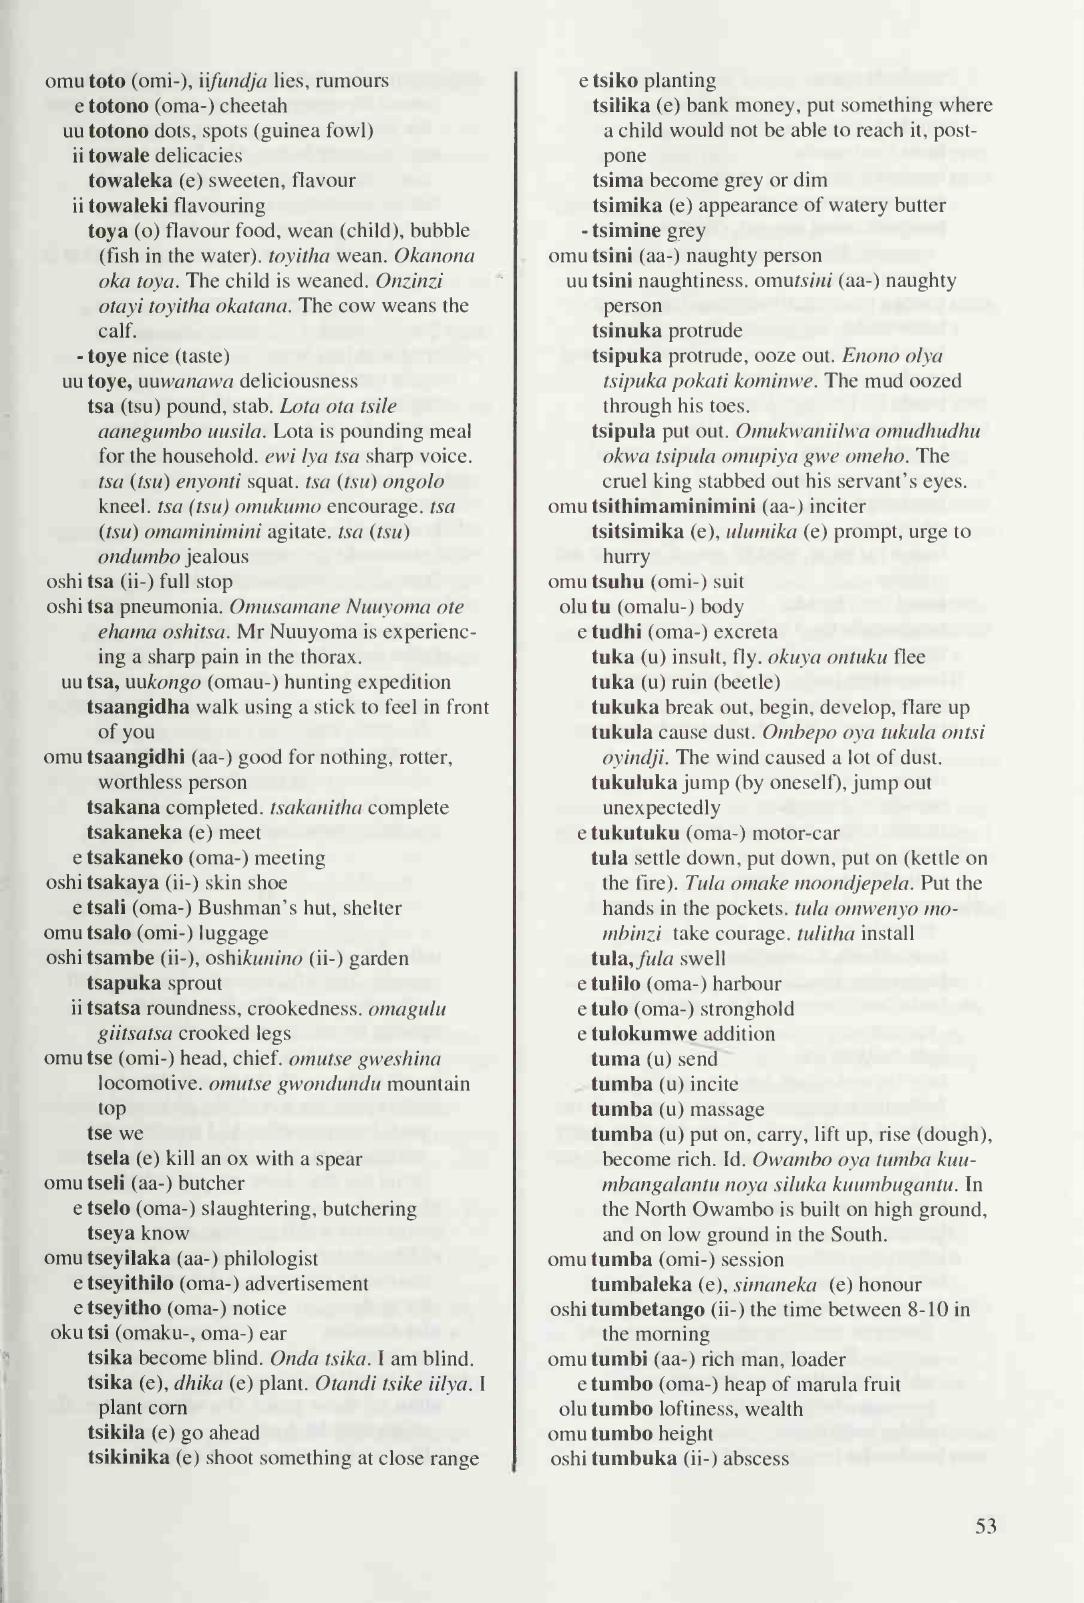 omu toto (omi-), iifundja lies, rumours
e totono (oma-) cheetah
uu totono dots, spots (guinea fowl)
ii towale delicacies
towaleka (e) sweeten, flavour
ii towaleki flavouring
toya (o) flavour food, wean (child), bubble
(fish in the water). toyitha wean. Okanona
oka toya. The child is weaned. Onzinzi
otayi toyitha okatana. The cow weans the
calf.
- toye nice (taste)
uu toye, uuwanawa deliciousness
tsa (tsu) pound, stab. Lota ota tsile
aanegumbo uusila. Lota is pounding meal
for the household. ewi lya tsa sharp voice.
tsa (tsu) enyonti squat. tsa (tsu) ongolo
kneel. tsa (tsu) omukumo encourage. tsa
(tsu) omaminimini agitate. tsa (tsu)
ondumbo jealous
oshi tsa (ii-) full stop
oshi tsa pneumonia. Omusamane Nuuyoma ote
ehama oshitsa. Mr Nuuyoma is experienc-
ing a sharp pain in the thorax.
uu tsa, uukongo (omau-) hunting expedition
tsaangidha walk using a stick to feel in front
of you
omu tsaangidhi (aa-) good for nothing, rotter,
worthless person
tsakana completed. tsakanitha complete
tsakaneka (e) meet
e tsakaneko (oma-) meeting
oshi tsakaya (ii-) skin shoe
e tsali (oma-) Bushman's hut, shelter
omu tsalo (omi-) luggage
oshi tsambe (ii-), oshikunino (ii-) garden
tsapuka sprout
ii tsatsa roundness, crookedness. omagulu
giitsatsa crooked legs
omu tse (omi-) head, chief. omutse gweshina
locomotive. omutse gwondundu mountain
top
tse we
tsela (e) kill an ox with a spear
omu tseli (aa-) butcher
e tselo (oma-) slaughtering, butchering
tseya know
omu tseyilaka (aa-) philologist
e tseyithilo (oma-) advertisement
e tseyitho (oma-) notice
oku tsi (omaku-, oma-) ear
tsika become blind. Onda tsika. I am blind.
tsika (e), dhika (e) plant. Otandi tsike iilya. I
plant corn
tsikila (e) go ahead
tsikinika (e) shoot something at close range
e tsiko planting
tsilika (e) bank money, put something where
a child would not be able to reach it, post-
pone
tsima become grey or dim
tsimika (e) appearance of watery butter
- tsimine grey
omu tsini (aa-) naughty person
uu tsini naughtiness. omutsini (aa-) naughty
person
tsinuka protrude
tsipuka protrude, ooze out. Enono olya
tsipuka pokati kominwe. The mud oozed
through his toes.
tsipula put out. Omukwaniilwa omudhudhu
okwa tsipula omupiya gwe omeho. The
cruel king stabbed out his servant's eyes.
omu tsithimaminimini (aa-) inciter
tsitsimika (e), ulumika (e) prompt, urge to
hurry
omu tsuhu (omi-) suit
olu tu (omalu-) body
e tudhi (oma-) excreta
tuka (u) insult, fly. okuya ontuku flee
tuka (u) ruin (beetle)
tukuka break out, begin, develop, flare up
tukula cause dust. Ombepo oya tukula ontsi
oyindji. The wind caused a lot of dust.
tukuluka jump (by oneself), jump out
unexpectedly
e tukutuku (oma-) motor-car
tula settle down, put down, put on (kettle on
the fire). Tula omake moondjepela. Put the
hands in the pockets. tula omwenyo mo-
mbinzi take courage. tulitha install
tula, fula swell
e tulilo (oma-) harbour
e tulo (oma-) stronghold
e tulokumwe addition
tuma (u) send
tumba (u) incite
tumba (u) massage
tumba (u) put on, carry, lift up, rise (dough),
become rich. Id. Owambo oya tumba kuu-
mbangalantu noya siluka kuumbugantu. In
the North Owambo is built on high ground,
and on low ground in the South.
omu tumba (omi-) session
tumbaleka (e), simaneka (e) honour
oshi tumbetango (ii-) the time between 8-10 in
the morning
omu tumbi (aa-) rich man, loader
e tumbo (oma-) heap of marula fruit
olu tumbo loftiness, wealth
omu tumbo height
oshi tumbuka (ii-) abscess
53